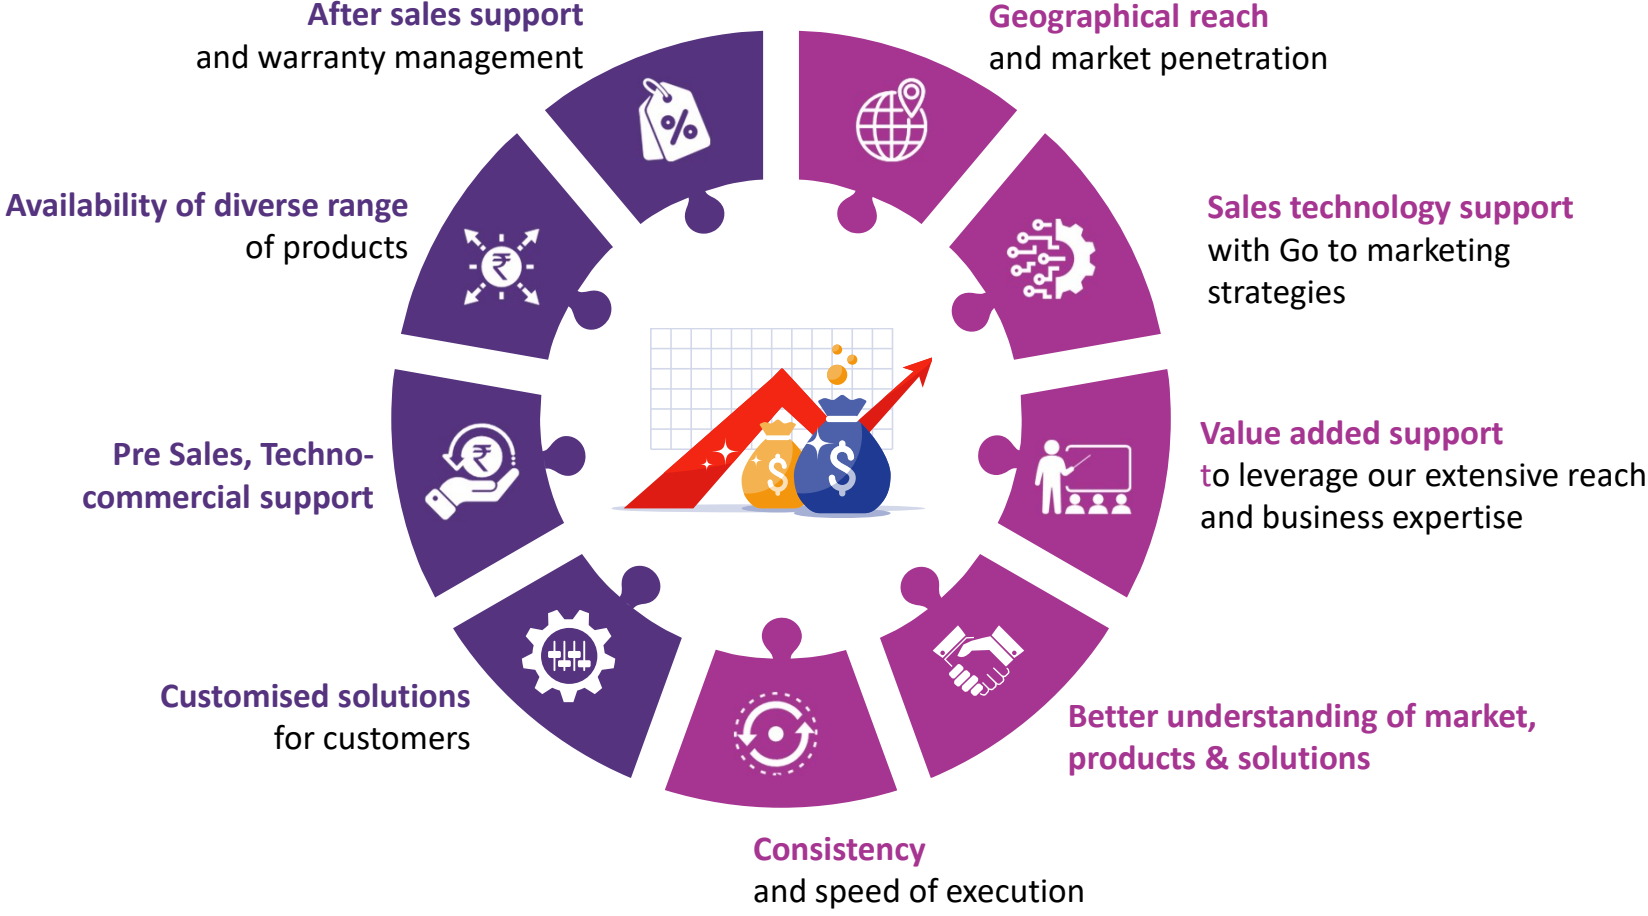 After sales support
and warranty management
Geographical reach
and market penetration
Availability of diverse range
of products
Sales technology support
with Go to marketing
strategies
Pre Sales, Techno-
commercial support
Value added support
to leverage our extensive reach
and business expertise
Customised solutions
for customers
Better understanding of market,
products & solutions
Consistency
and speed of execution
%
₹
₹
$
$